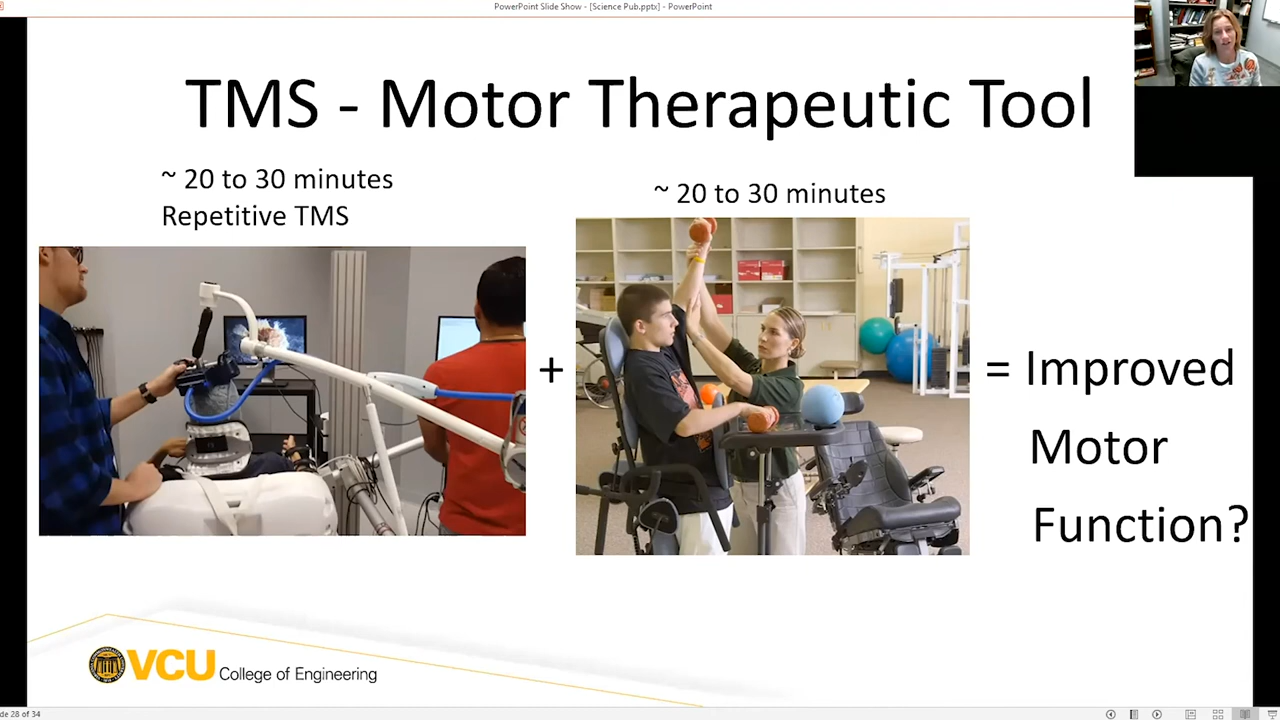 PowerPoint Slide Show - [Science Pub.pptx] - PowerPoint
TMS - Motor Therapeutic Tool
~ 20 to 30 minutes
Repetitive TMS
~ 20 to 30 minutes
+
= Improved
Motor
Function?
VCU College of Engineering
de 28 of 34